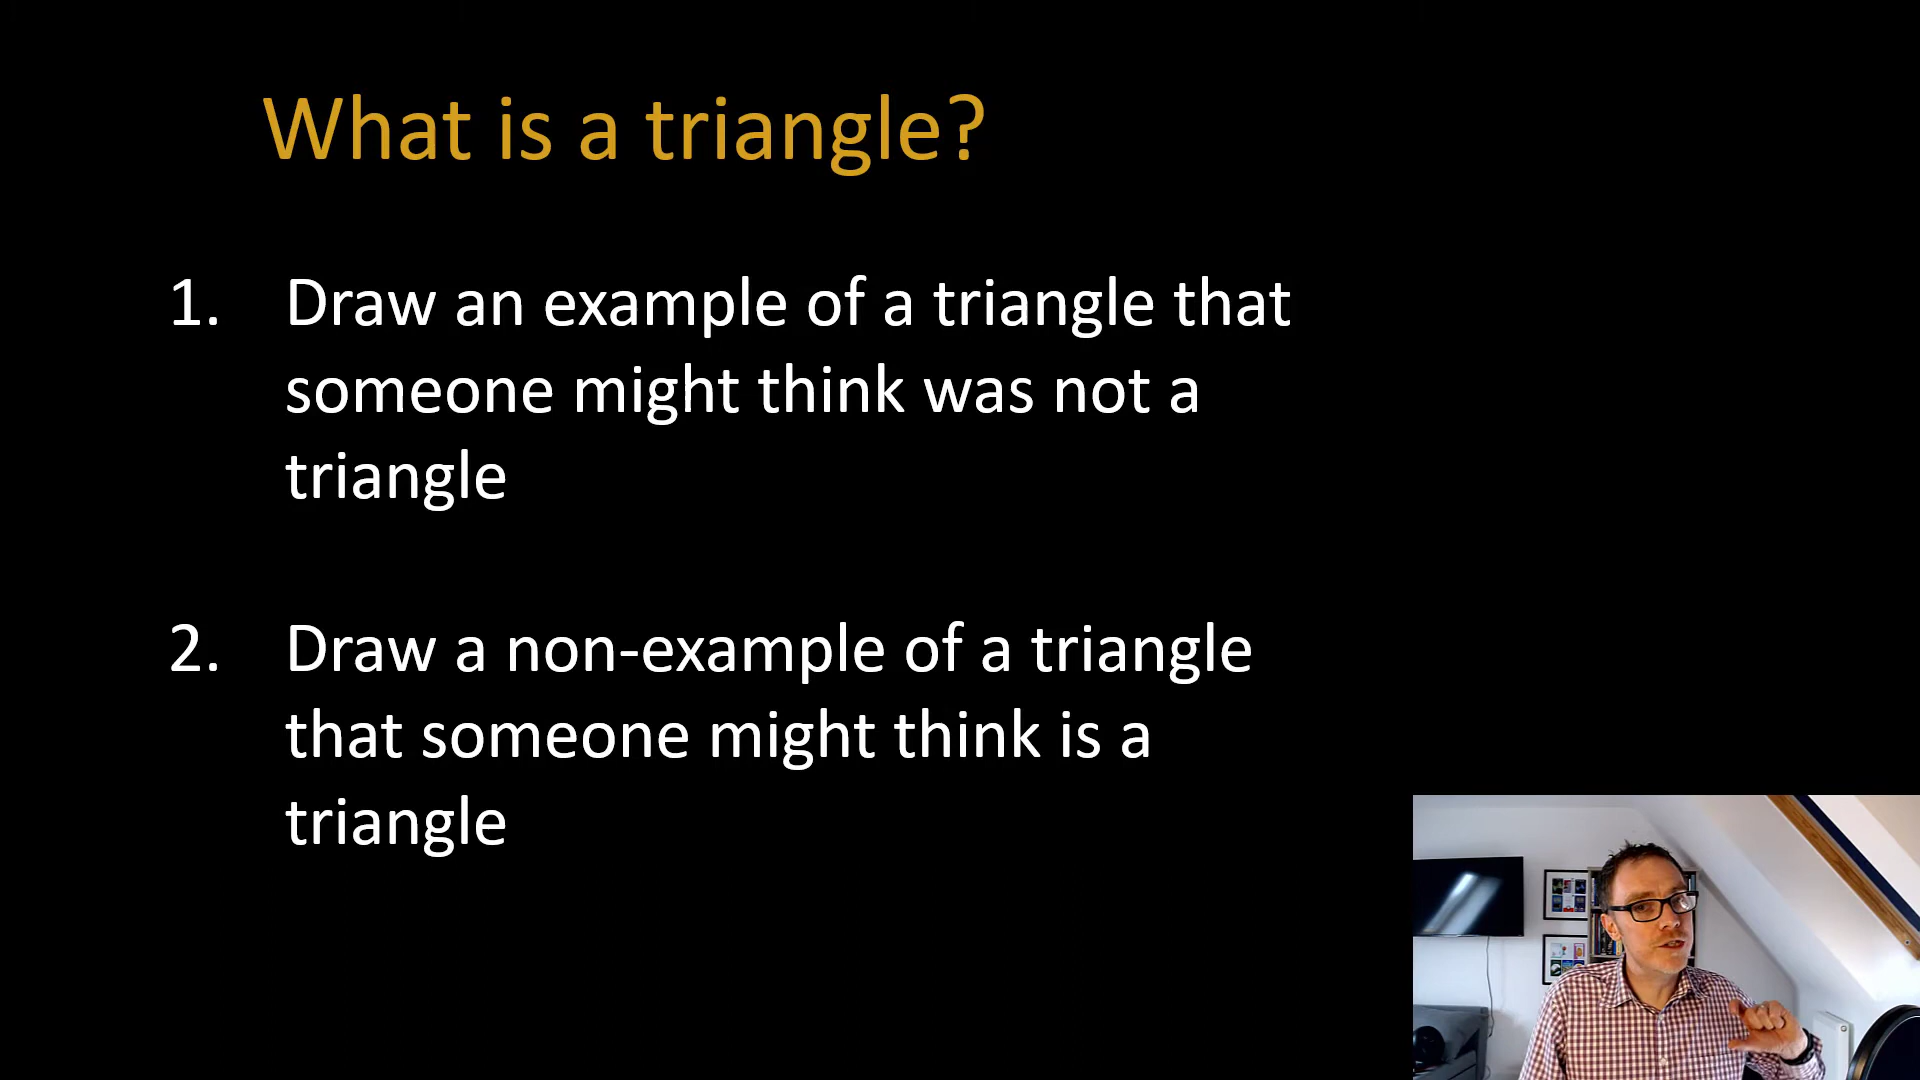 What is a triangle?
1. Draw an example of a triangle that
someone might think was not a
triangle
2. Draw a non-example of a triangle
that someone might think is a
triangle